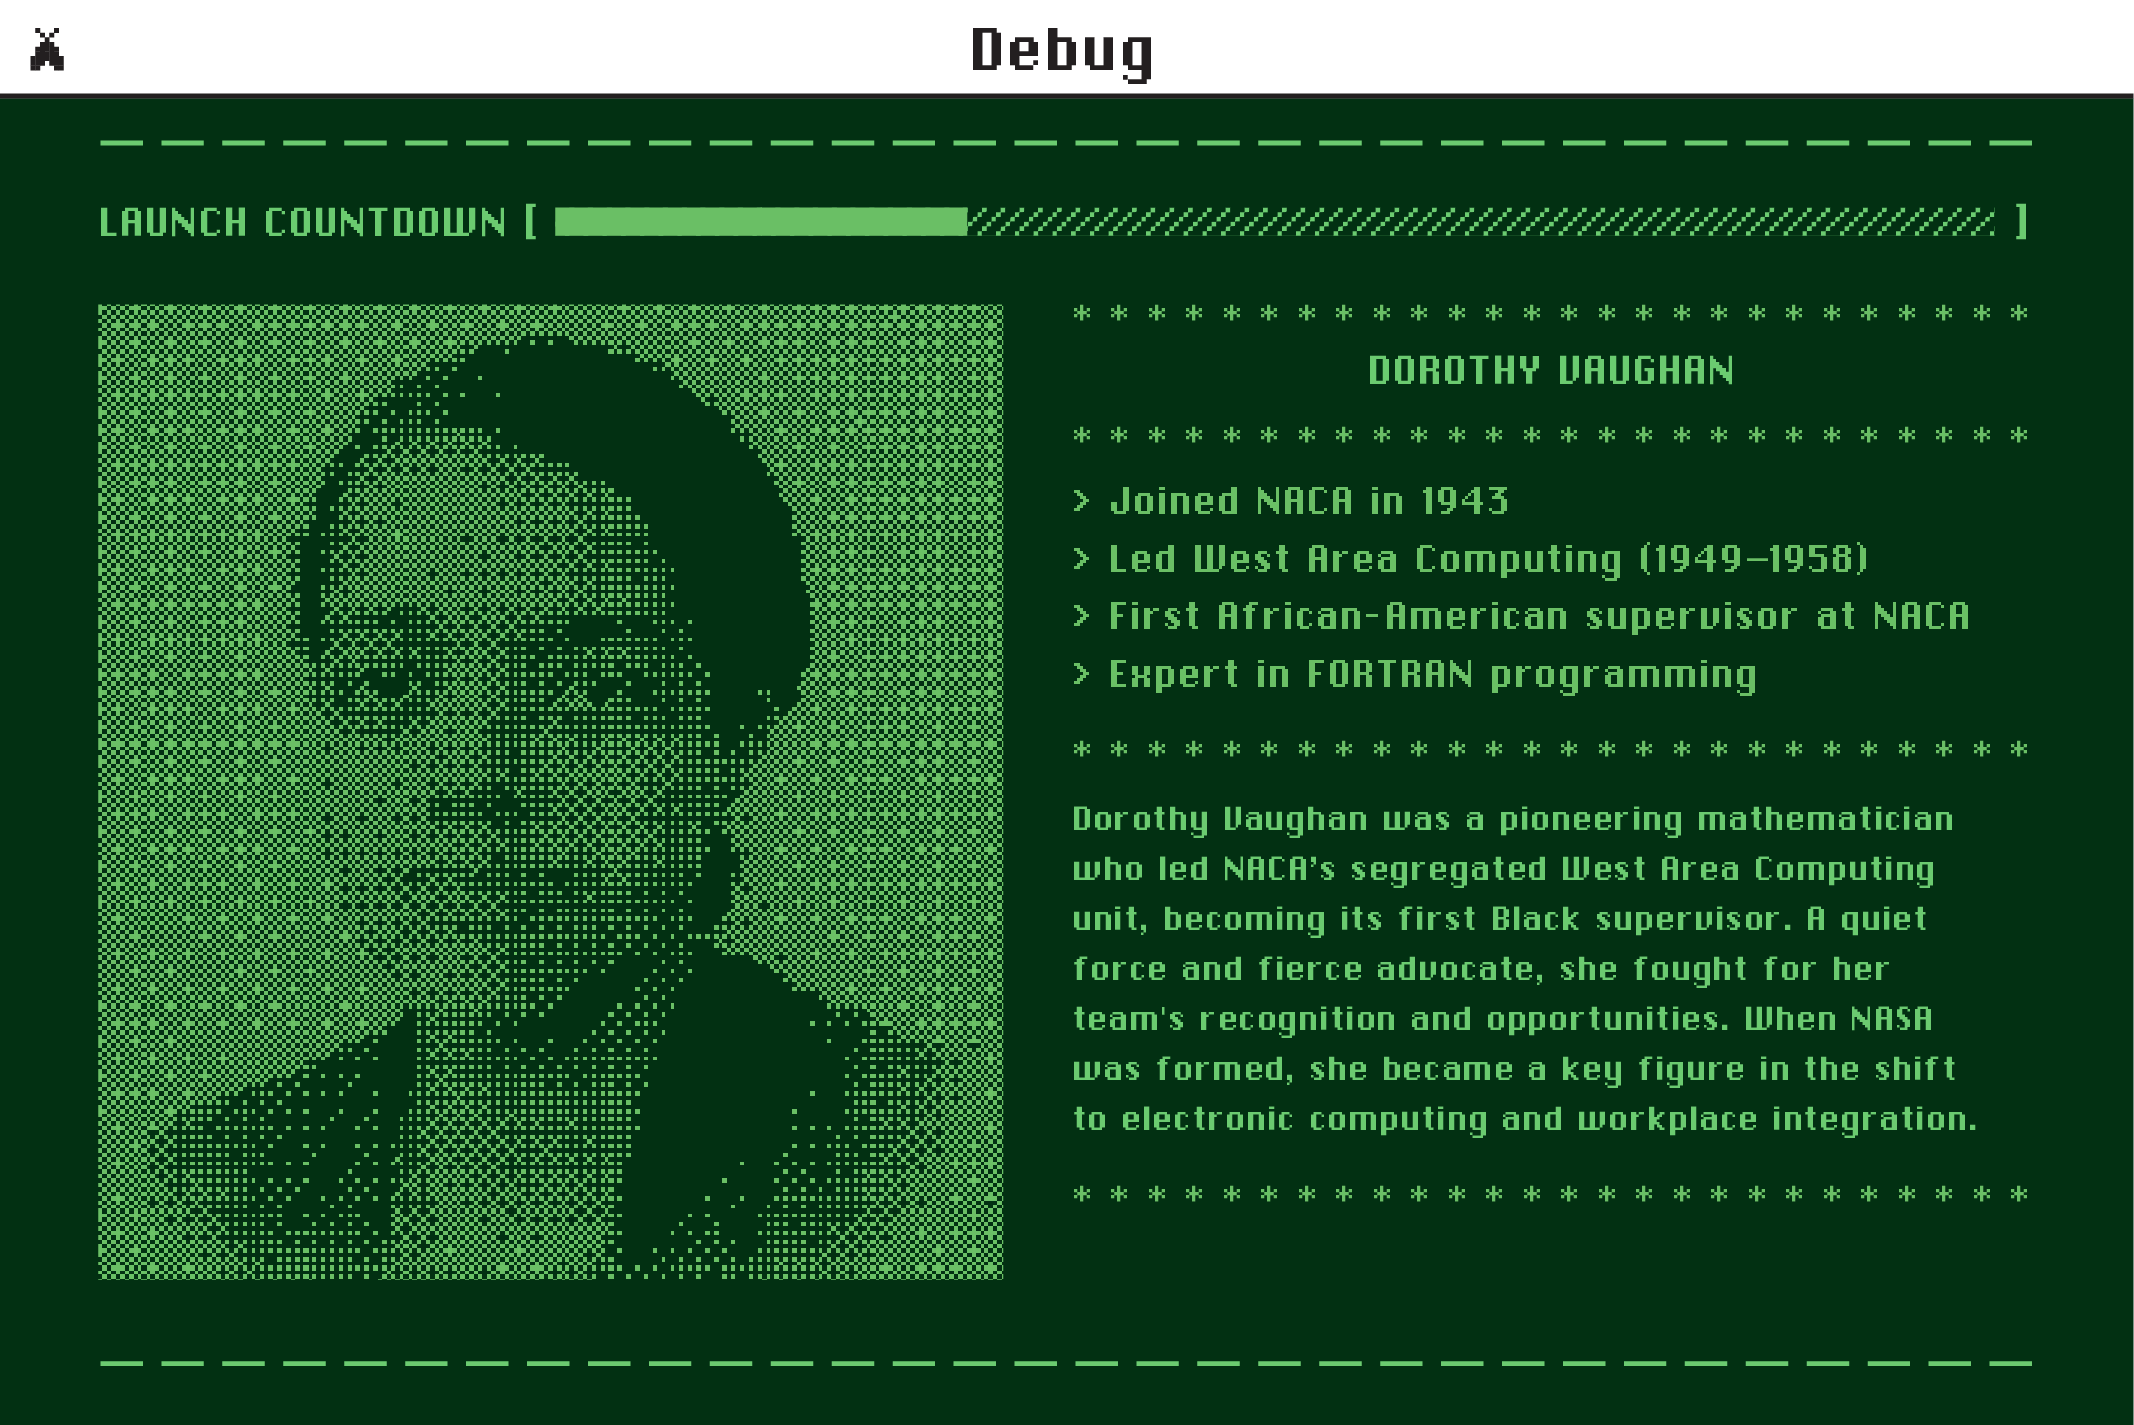 Debug
LAUNCH COUNTDOWN [ ]
* * * * * * * * * * * * * * * * * * * * * * * * * *
DOROTHY VAUGHAN
* * * * * * * * * * * * * * * * * * * * * * * * * *
> Joined NACA in 1943
> Led West Area Computing (1949–1958)
> First African-American supervisor at NACA
> Expert in FORTRAN programming
* * * * * * * * * * * * * * * * * * * * * * * * * *
Dorothy Vaughan was a pioneering mathematician
who led NACA’s segregated West Area Computing
unit, becoming its first Black supervisor. A quiet
force and fierce advocate, she fought for her
team's recognition and opportunities. When NASA
was formed, she became a key figure in the shift
to electronic computing and workplace integration.
* * * * * * * * * * * * * * * * * * * * * * * * * *